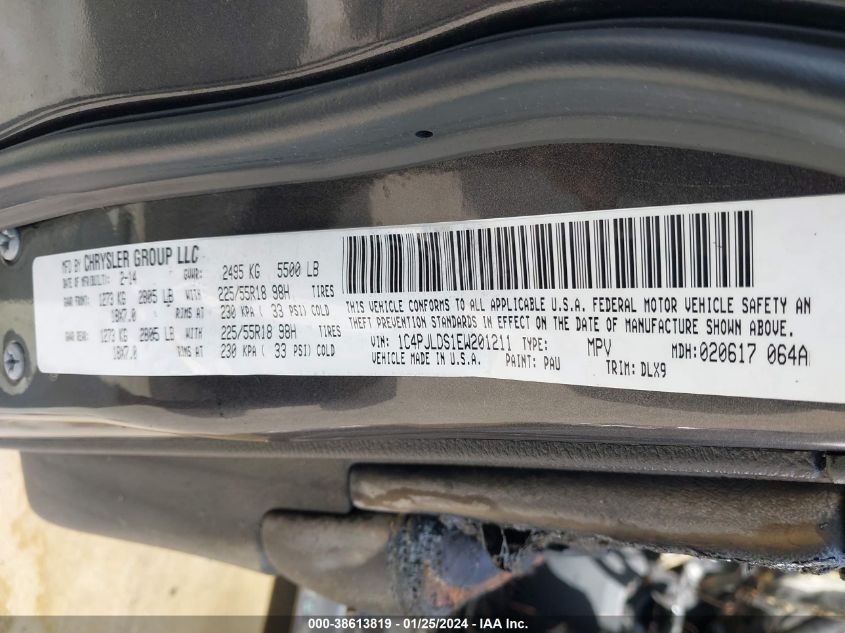 MFD BY CHRYSLER GROUP LLC
DATE OF MFR(BUILT): 2-14 GVWR: 2495 KG 5500 LB
GAWR FRONT: 1273 KG 2805 LB WITH 225/55R18 98H TIRES
18X7.0 RIMS AT 230 KPA ( 33 PSI) COLD
GAWR REAR: 1273 KG 2805 LB WITH 225/55R18 98H TIRES
18X7.0 RIMS AT 230 KPA ( 33 PSI) COLD
THIS VEHICLE CONFORMS TO ALL APPLICABLE U.S.A. FEDERAL MOTOR VEHICLE SAFETY AN
THEFT PREVENTION STANDARDS IN EFFECT ON THE DATE OF MANUFACTURE SHOWN ABOVE.
VIN: 1C4PJLDS1EW201211 TYPE: MPV MDH:020617 064A
VEHICLE MADE IN U.S.A. PAINT: PAU TRIM: DLX9
000-38613819 / 01/25/2024 / IAA Inc.